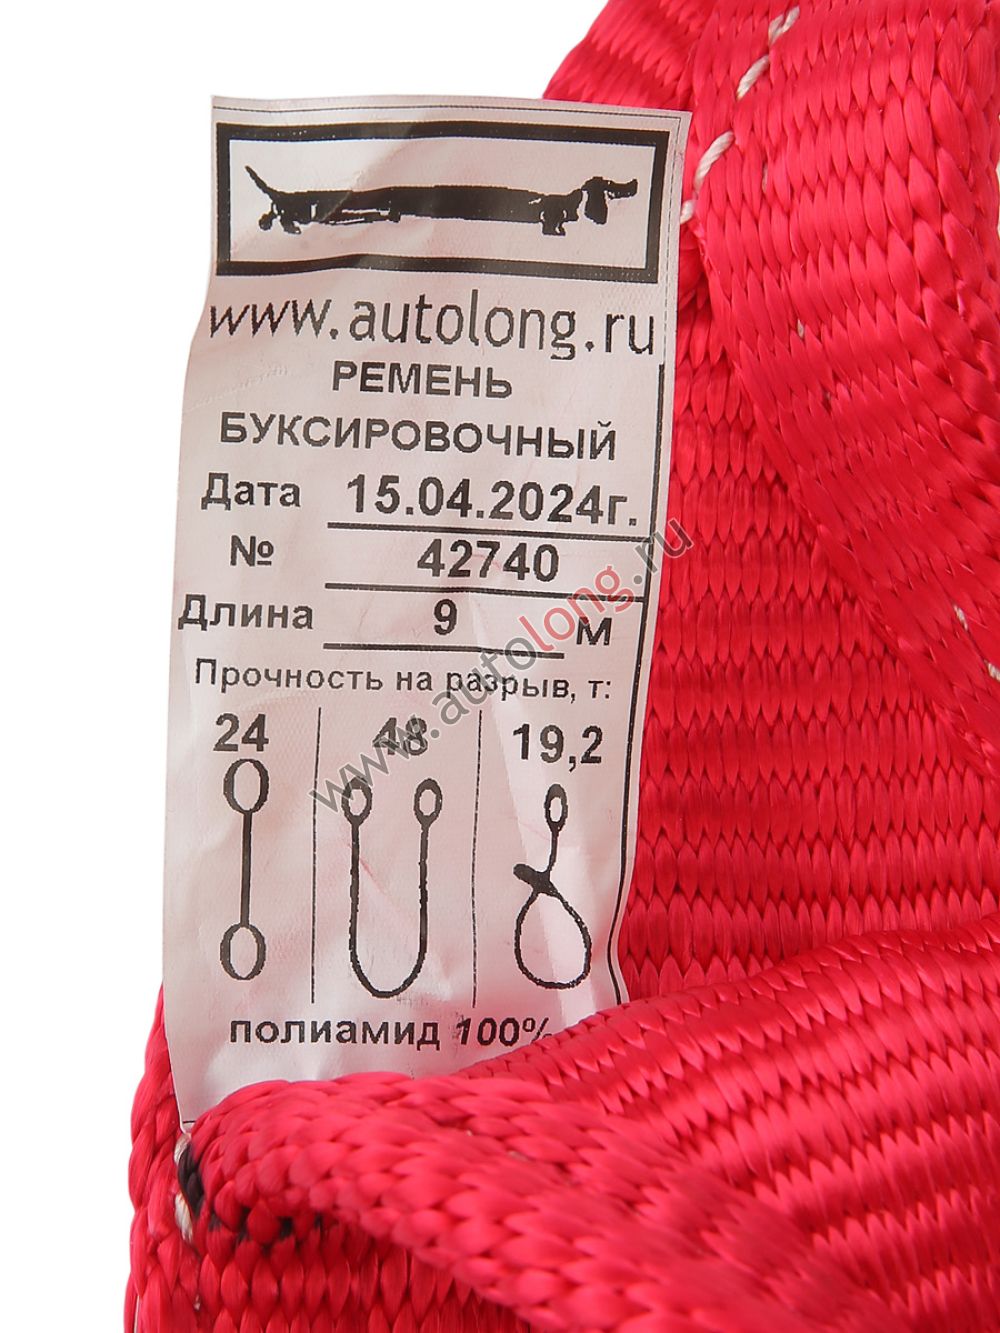 www.autolong.ru
РЕМЕНЬ
БУКСИРОВОЧНЫЙ
Дата 15.04.2024г.
№ 42740
Длина 9 М
Прочность на разрыв, т:
24 48 19,2
полиамид 100%
www.autolong.ru